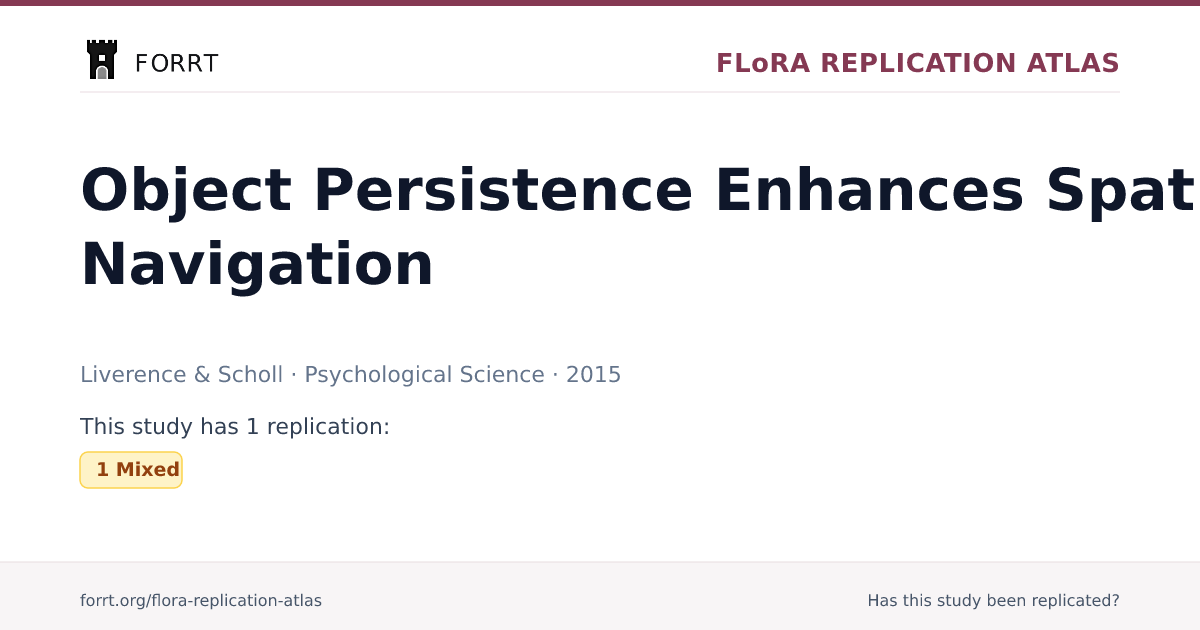 FORRT
FLoRA REPLICATION ATLAS
Object Persistence Enhances Spat
Navigation
Liverence & Scholl · Psychological Science · 2015
This study has 1 replication:
1 Mixed
forrt.org/flora-replication-atlas
Has this study been replicated?